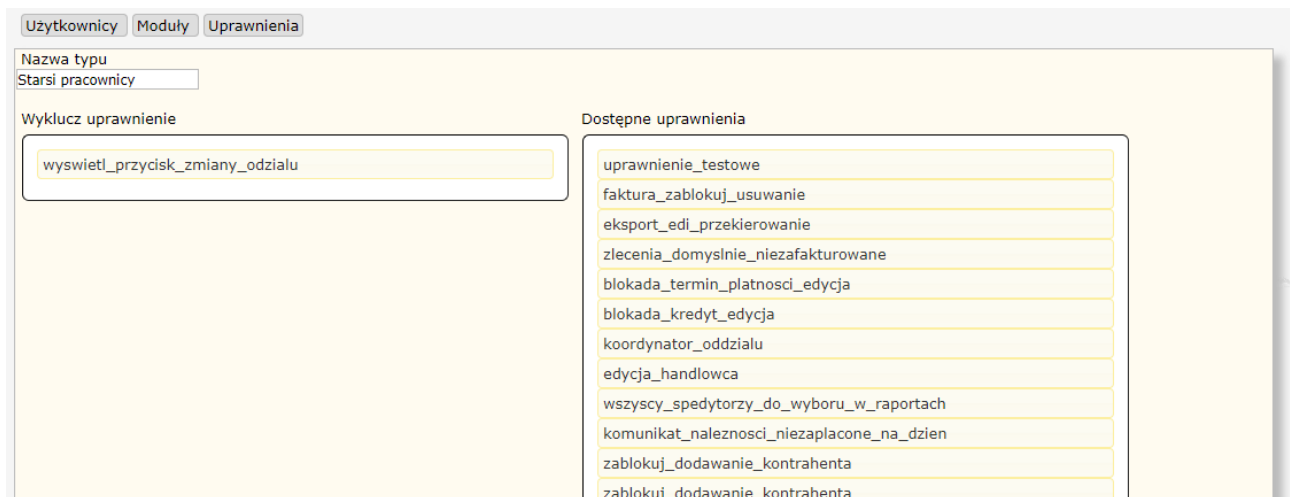 Użytkownicy Moduły Uprawnienia
Nazwa typu
Starsi pracownicy
Wyklucz uprawnienie
wyswietl_przycisk_zmiany_odzialu
Dostępne uprawnienia
uprawnienie_testowe
faktura_zablokuj_usuwanie
eksport_edi_przekierowanie
zlecenia_domyslnie_niezafakturowane
blokada_termin_platnosci_edycja
blokada_kredyt_edycja
koordynator_oddzialu
edycja_handlowca
wszyscy_spedytorzy_do_wyboru_w_raportach
komunikat_naleznosci_niezaplacone_na_dzien
zablokuj_dodawanie_kontrahenta
zablokuj_dodawanie_kontrahenta